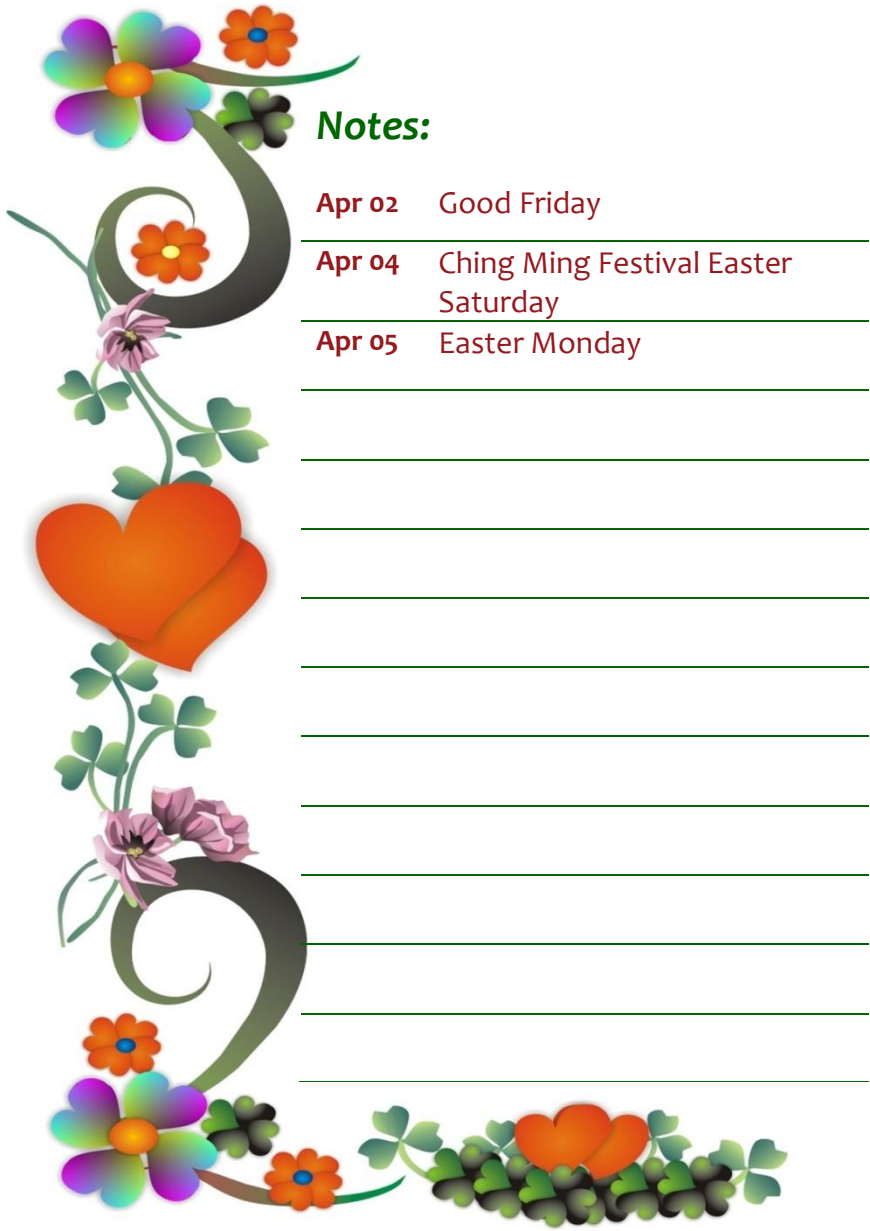 Notes:
Apr 02 Good Friday
Apr 04 Ching Ming Festival Easter
Saturday
Apr 05 Easter Monday